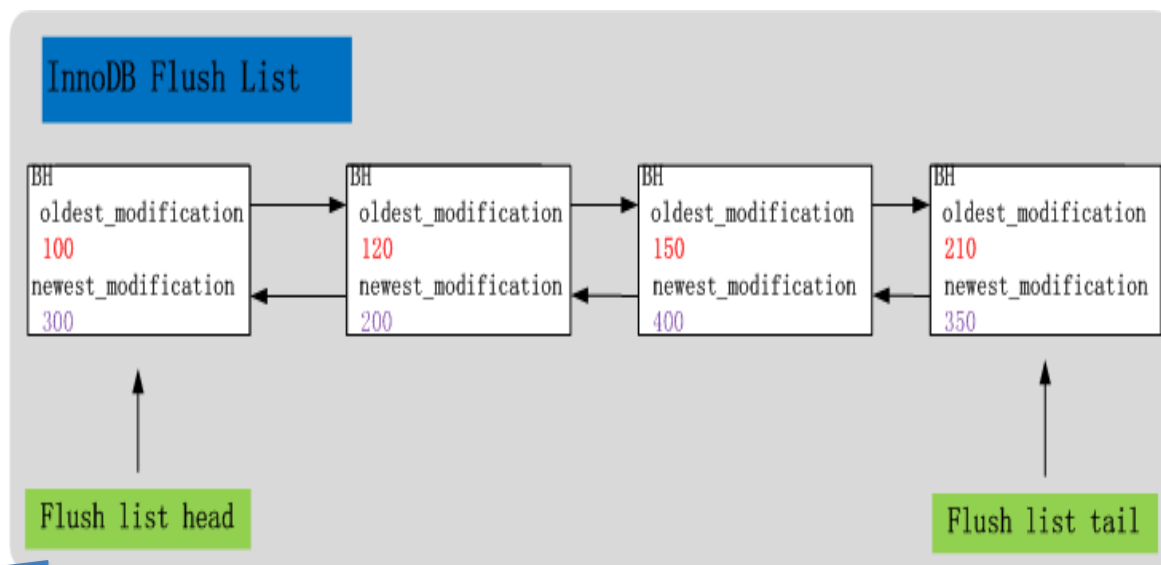 InnoDB Flush List
BH
oldest_modification
100
newest_modification
300
BH
oldest_modification
120
newest_modification
200
BH
oldest_modification
150
newest_modification
400
BH
oldest_modification
210
newest_modification
350
Flush list head
Flush list tail